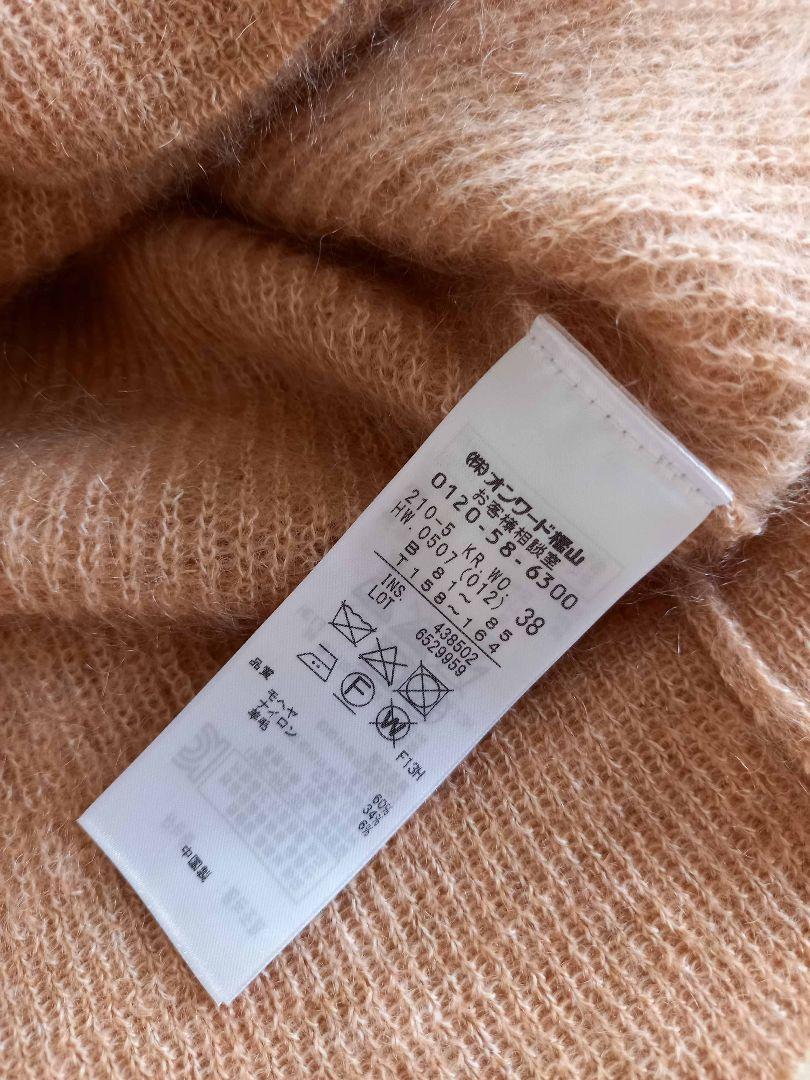 (株)オンワード樫山
お客様相談室
0120-58-6300
210-5 KR WO
HW. 0507 (012); 38
B 81~ 85
T 158~164
INS. 438502
LOT 6529959
F W
F13H
品質
モヘヤ 60%
ナイロン 34%
羊毛 6%
中国製